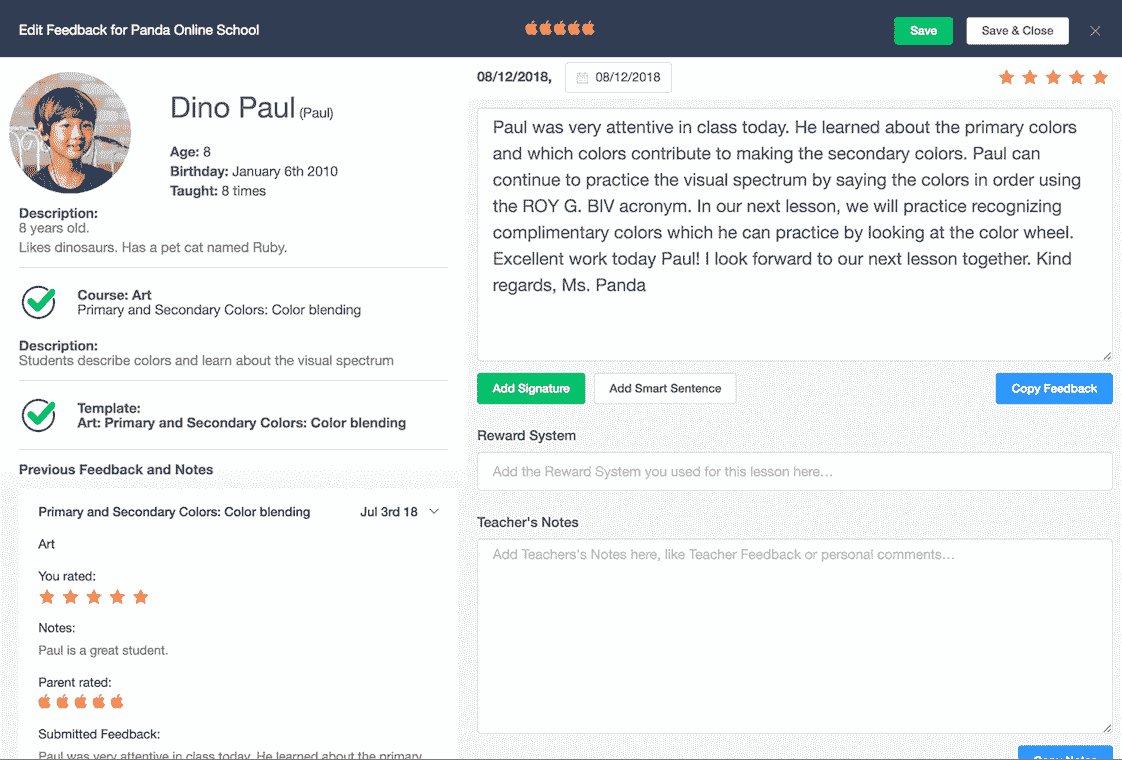 Edit Feedback for Panda Online School
Save
Save & Close
Dino Paul (Paul)
Age: 8
Birthday: January 6th 2010
Taught: 8 times
Description:
8 years old.
Likes dinosaurs. Has a pet cat named Ruby.
Course: Art
Primary and Secondary Colors: Color blending
Description:
Students describe colors and learn about the visual spectrum
Template:
Art: Primary and Secondary Colors: Color blending
Previous Feedback and Notes
Primary and Secondary Colors: Color blending Jul 3rd 18
Art
You rated:
Notes:
Paul is a great student.
Parent rated:
Submitted Feedback:
Paul was very attentive in class today. He learned about the primary
08/12/2018, 08/12/2018
Paul was very attentive in class today. He learned about the primary colors
and which colors contribute to making the secondary colors. Paul can
continue to practice the visual spectrum by saying the colors in order using
the ROY G. BIV acronym. In our next lesson, we will practice recognizing
complimentary colors which he can practice by looking at the color wheel.
Excellent work today Paul! I look forward to our next lesson together. Kind
regards, Ms. Panda
Add Signature
Add Smart Sentence
Copy Feedback
Reward System
Add the Reward System you used for this lesson here...
Teacher's Notes
Add Teachers's Notes here, like Teacher Feedback or personal comments...
Copy Notes